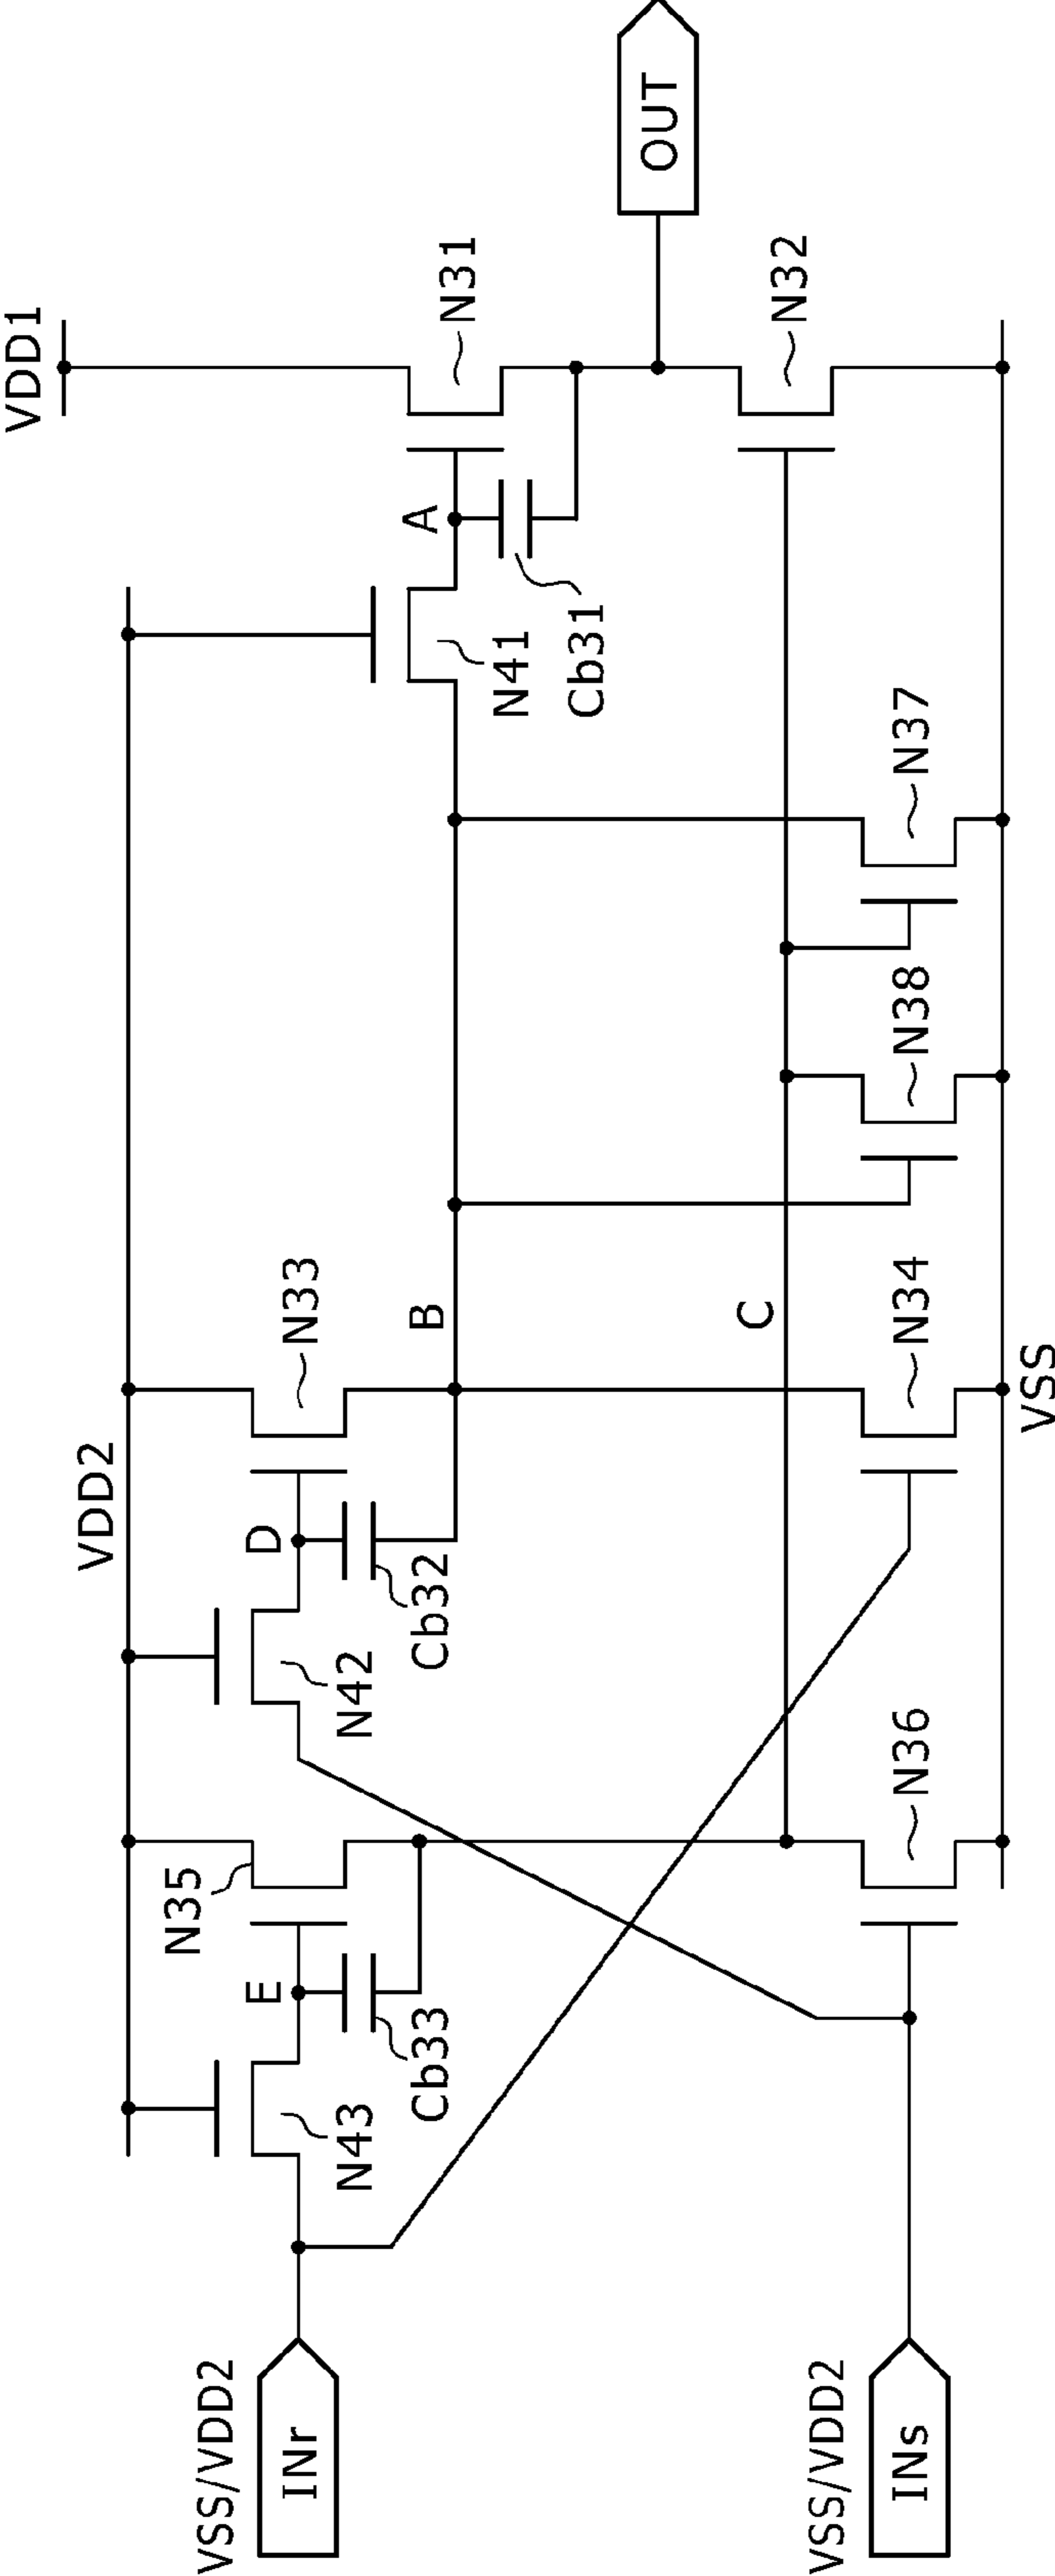 VDD1
VDD2
N31
A
N41
Cb31
OUT
N32
N33
B
D
Cb32
N42
N35
E
Cb33
N43
C
N37
N38
N34
N36
VSS
VSS/VDD2
INr
VSS/VDD2
INs